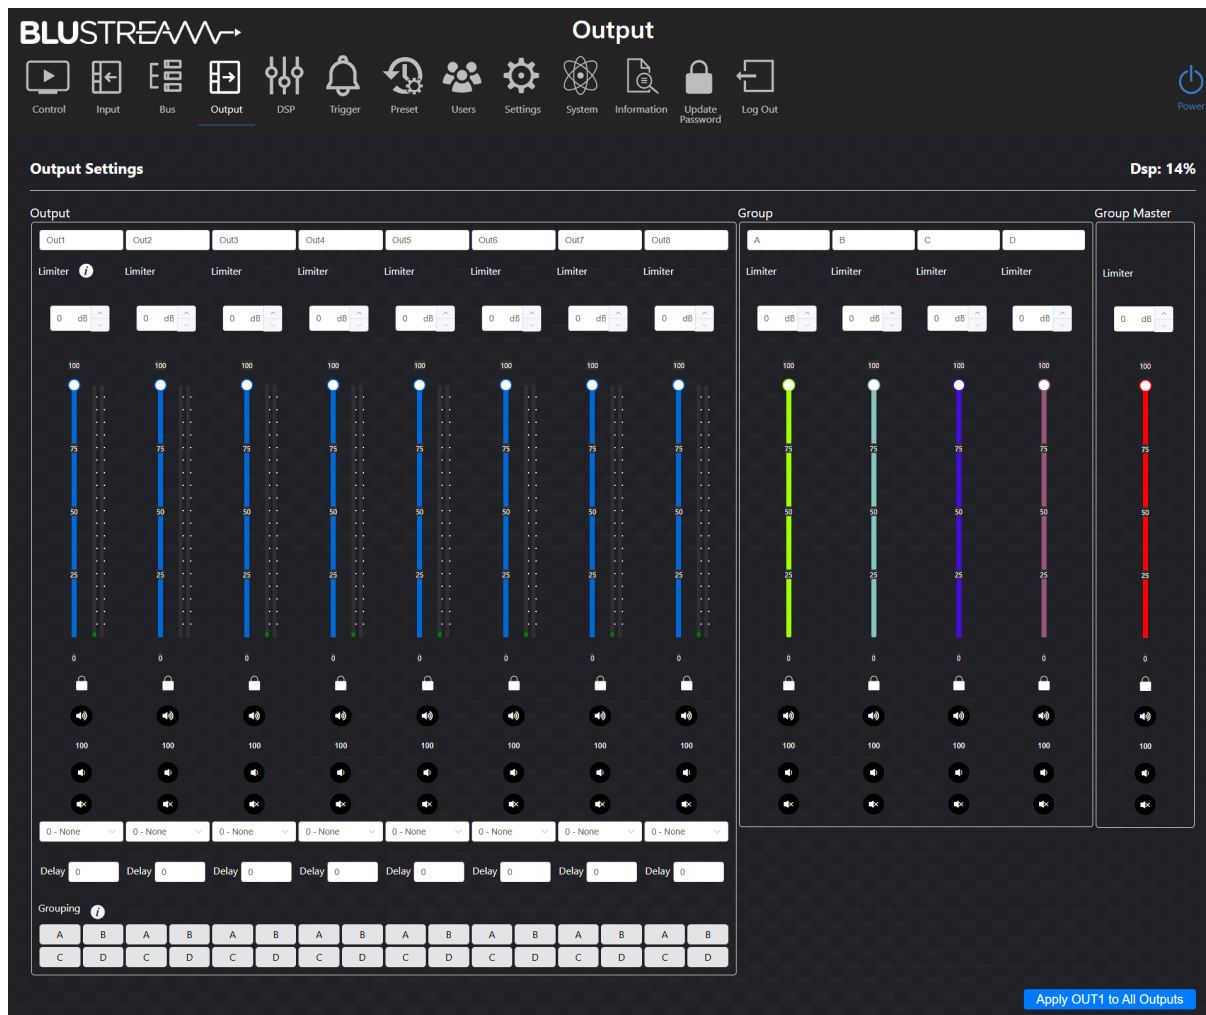 BLUSTREAM
Output
Control Input Bus Output DSP Trigger Preset Users Settings System Information Update Password Log Out Power
Output Settings Dsp: 14%
Output Group Group Master
Out1 Out2 Out3 Out4 Out5 Out6 Out7 Out8 A B C D
Limiter i Limiter Limiter Limiter Limiter Limiter Limiter Limiter Limiter Limiter Limiter Limiter Limiter
0 dB 0 dB 0 dB 0 dB 0 dB 0 dB 0 dB 0 dB 0 dB 0 dB 0 dB 0 dB 0 dB
100 100 100 100 100 100 100 100 100 100 100 100 100
75 75 75 75 75 75 75 75 75 75 75 75 75
50 50 50 50 50 50 50 50 50 50 50 50 50
25 25 25 25 25 25 25 25 25 25 25 25 25
0 0 0 0 0 0 0 0 0 0 0 0 0
100 100 100 100 100 100 100 100 100 100 100 100 100
0 - None 0 - None 0 - None 0 - None 0 - None 0 - None 0 - None 0 - None
Delay 0 Delay 0 Delay 0 Delay 0 Delay 0 Delay 0 Delay 0 Delay 0
Grouping i
A B A B A B A B A B A B A B A B
C D C D C D C D C D C D C D C D
Apply OUT1 to All Outputs